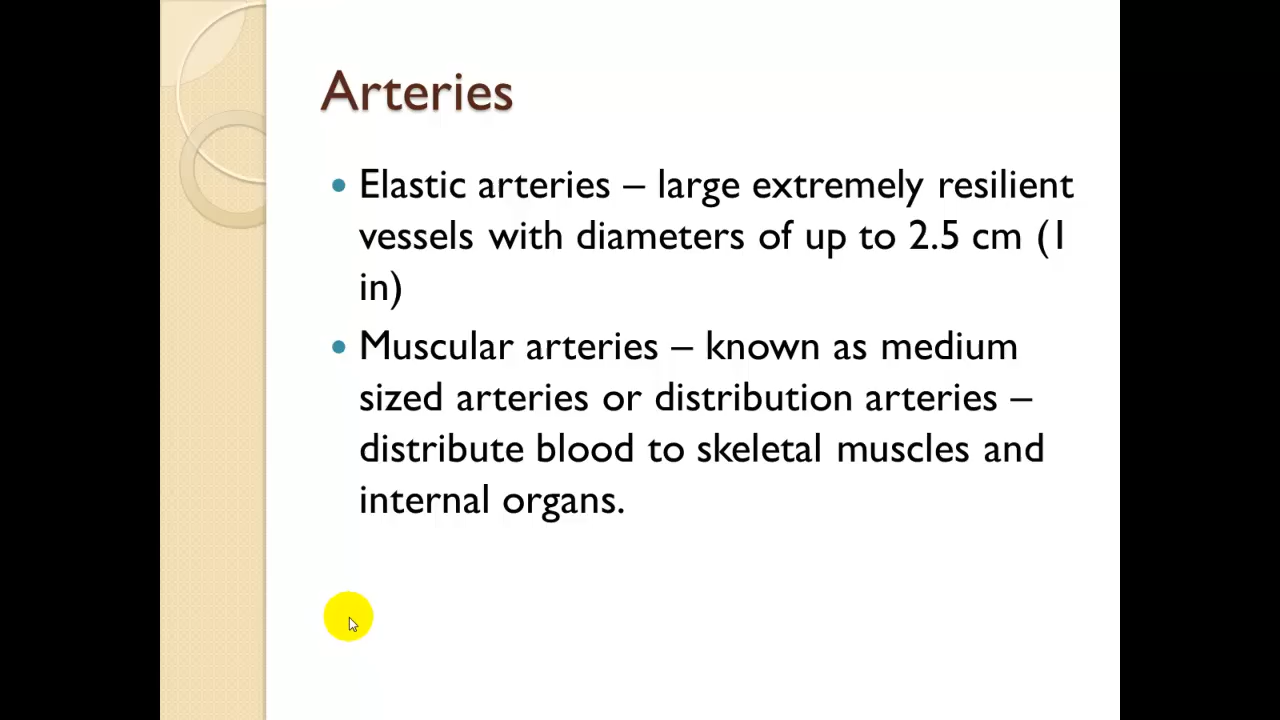 Arteries
• Elastic arteries – large extremely resilient
vessels with diameters of up to 2.5 cm (1
in)
• Muscular arteries – known as medium
sized arteries or distribution arteries –
distribute blood to skeletal muscles and
internal organs.